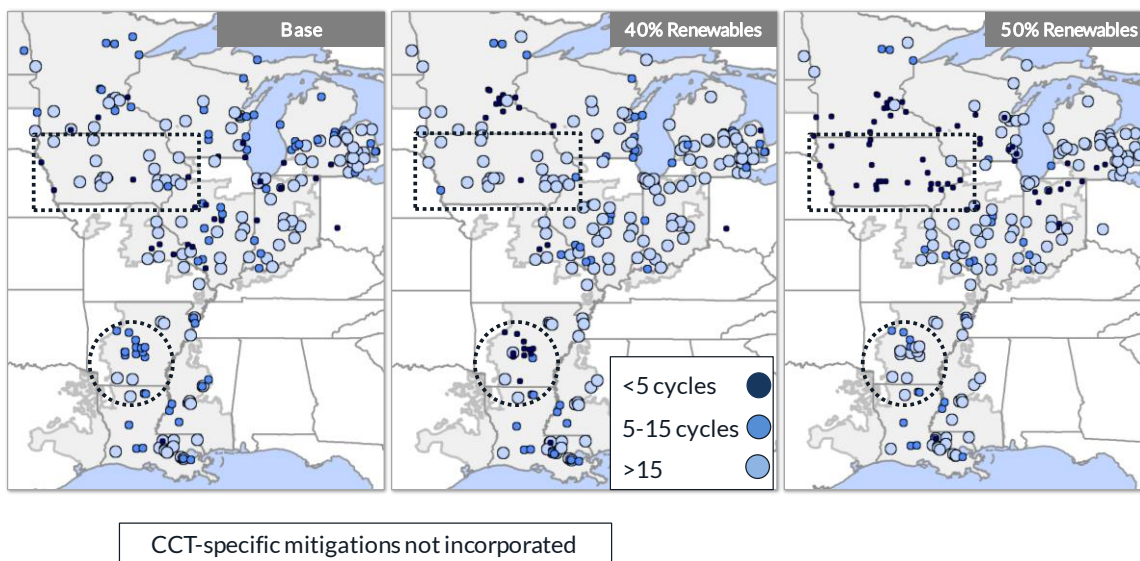 Base
40% Renewables
50% Renewables
<5 cycles
5-15 cycles
>15
CCT-specific mitigations not incorporated